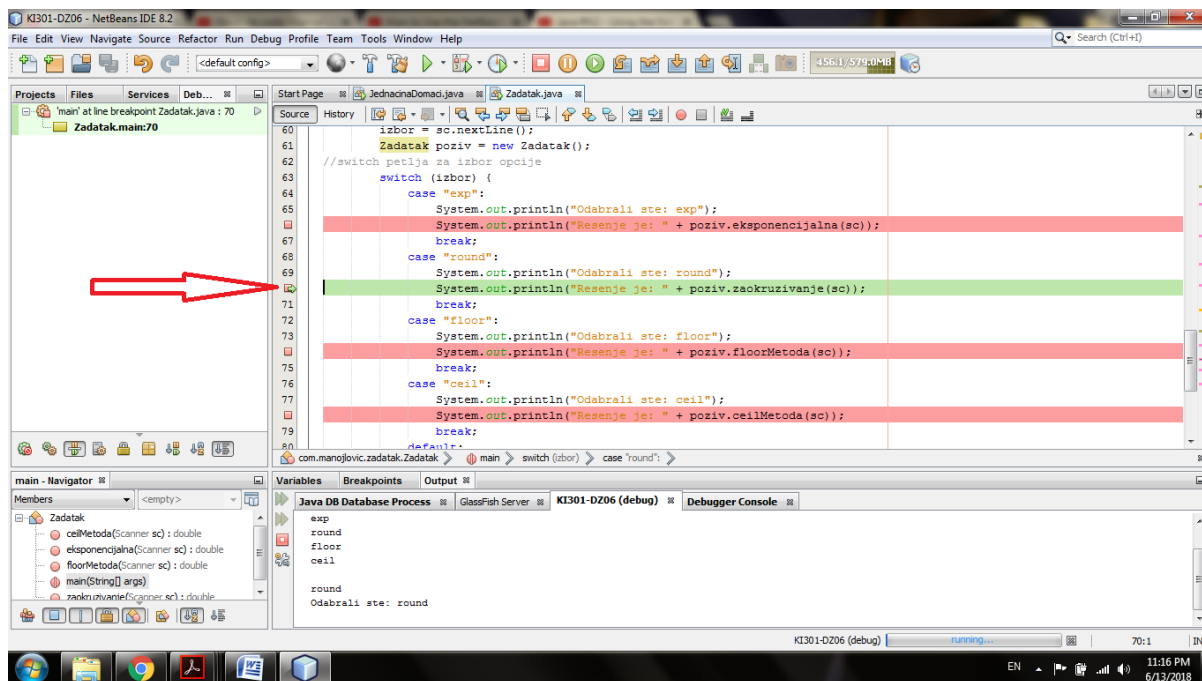 KI301-DZ06 - NetBeans IDE 8.2
File Edit View Navigate Source Refactor Run Debug Profile Team Tools Window Help
Search (Ctrl+I)
<default config>
456.1/579.0MB
Projects Files Services Deb...
'main' at line breakpoint Zadatak.java : 70
Zadatak.main:70
Start Page JednacinaDomaci.java Zadatak.java
Source History
60 izbor = sc.nextLine();
61 Zadatak poziv = new Zadatak();
62 //switch petlja za izbor opcije
63 switch (izbor) {
64 case "exp":
65 System.out.println("Odabrali ste: exp");
System.out.println("Resenje je: " + poziv.eksponencijalna(sc));
67 break;
68 case "round":
69 System.out.println("Odabrali ste: round");
System.out.println("Resenje je: " + poziv.zaokruzivanje(sc));
71 break;
72 case "floor":
73 System.out.println("Odabrali ste: floor");
System.out.println("Resenje je: " + poziv.floorMetoda(sc));
75 break;
76 case "ceil":
77 System.out.println("Odabrali ste: ceil");
System.out.println("Resenje je: " + poziv.ceilMetoda(sc));
79 break;
80 default:
com.manojlovic.zadatak.Zadatak main switch (izbor) case "round":
main - Navigator
Members <empty>
Zadatak
ceilMetoda(Scanner sc) : double
eksponencijalna(Scanner sc) : double
floorMetoda(Scanner sc) : double
main(String[] args)
zaokruzivanje(Scanner sc) : double
Variables Breakpoints Output
Java DB Database Process GlassFish Server KI301-DZ06 (debug) Debugger Console
exp
round
floor
ceil
round
Odabrali ste: round
KI301-DZ06 (debug) running... 70:1 IN
EN 11:16 PM
6/13/2018